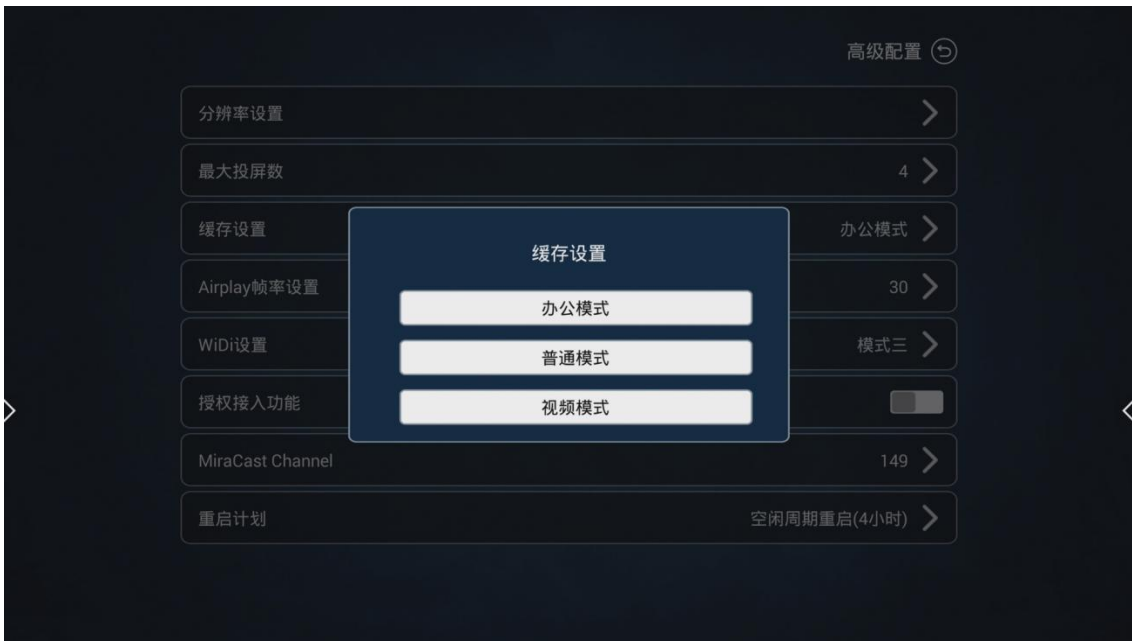 高级配置
分辨率设置
最大投屏数 4
缓存设置 办公模式
Airplay帧率设置 30
WiDi设置 模式三
授权接入功能
MiraCast Channel 149
重启计划 空闲周期重启(4小时)
缓存设置
办公模式
普通模式
视频模式